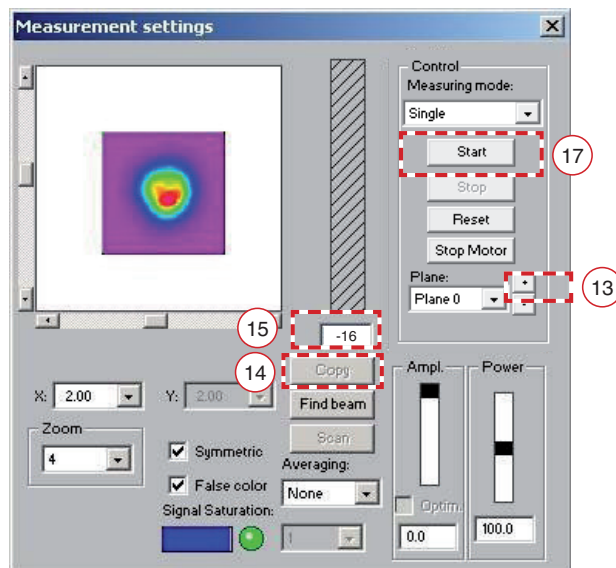 Measurement settings
Control
Measuring mode:
Single
Start
17
Stop
Reset
Stop Motor
Plane:
Plane 0
+
-
13
15
-16
14
Copy
X: 2.00
Y: 2.00
Find beam
Zoom
4
Scan
Symmetric
False color
Averaging:
None
Signal Saturation:
1
Ampl.
Power
Optim.
0.0
100.0